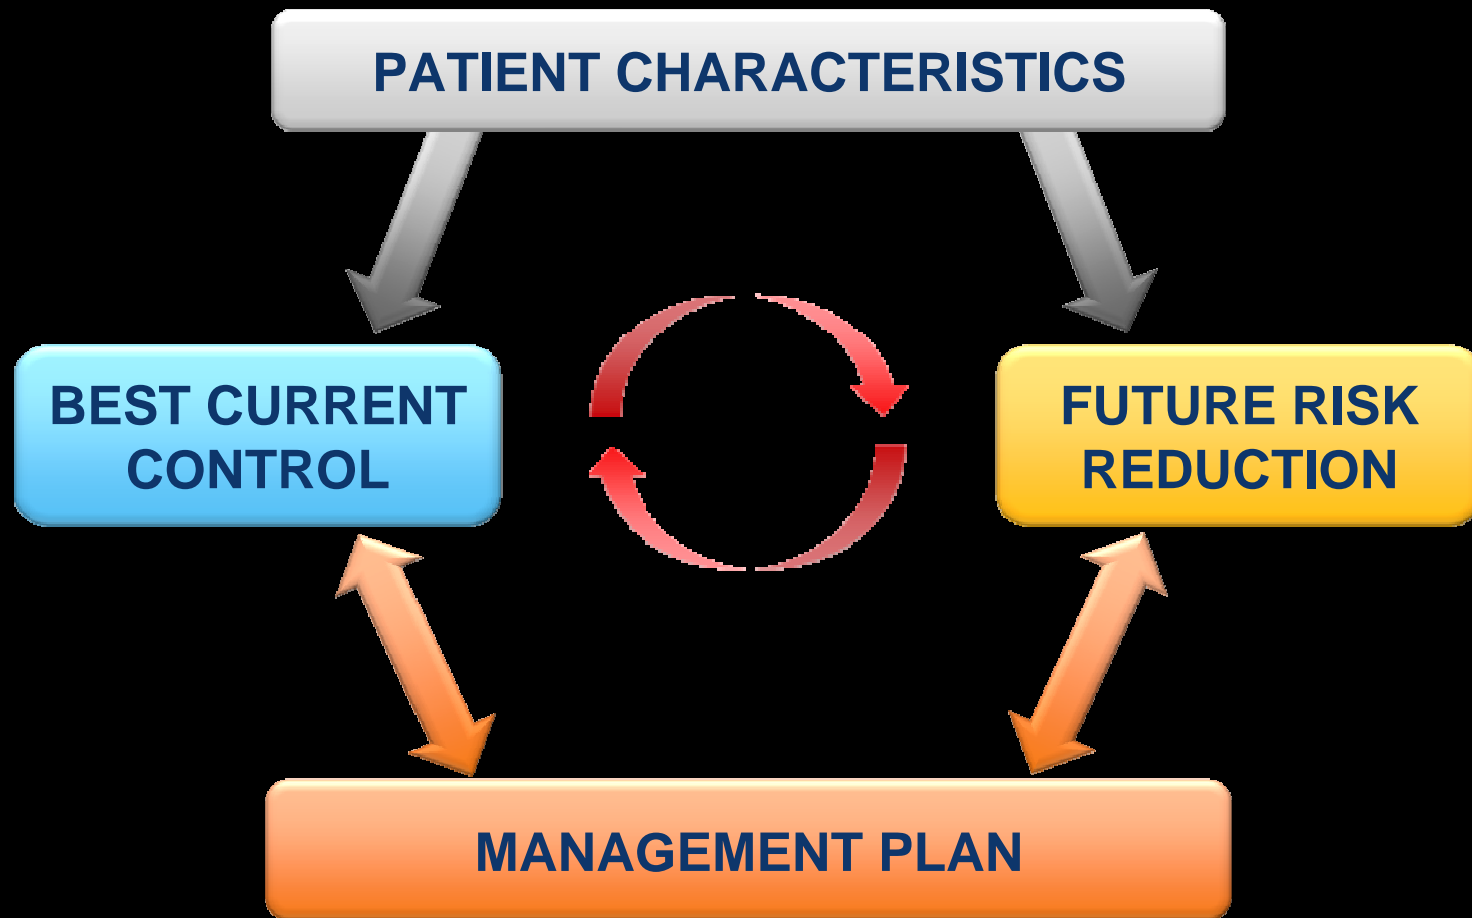 PATIENT CHARACTERISTICS
BEST CURRENT
CONTROL
FUTURE RISK
REDUCTION
MANAGEMENT PLAN